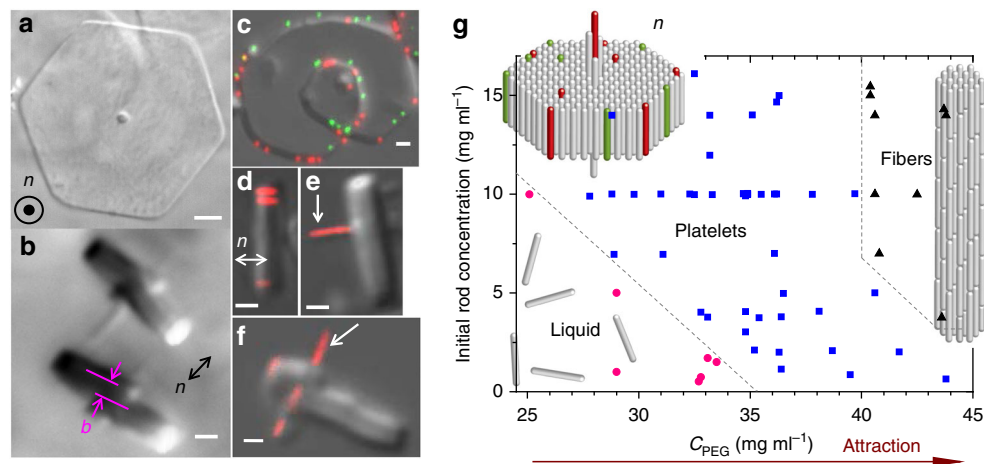 a
n
b
b
n
c
d
n
e
f
g
n
Initial rod concentration (mg ml⁻¹)
15
10
5
0
Fibers
Platelets
Liquid
25
30
35
40
45
C_PEG (mg ml⁻¹)
Attraction